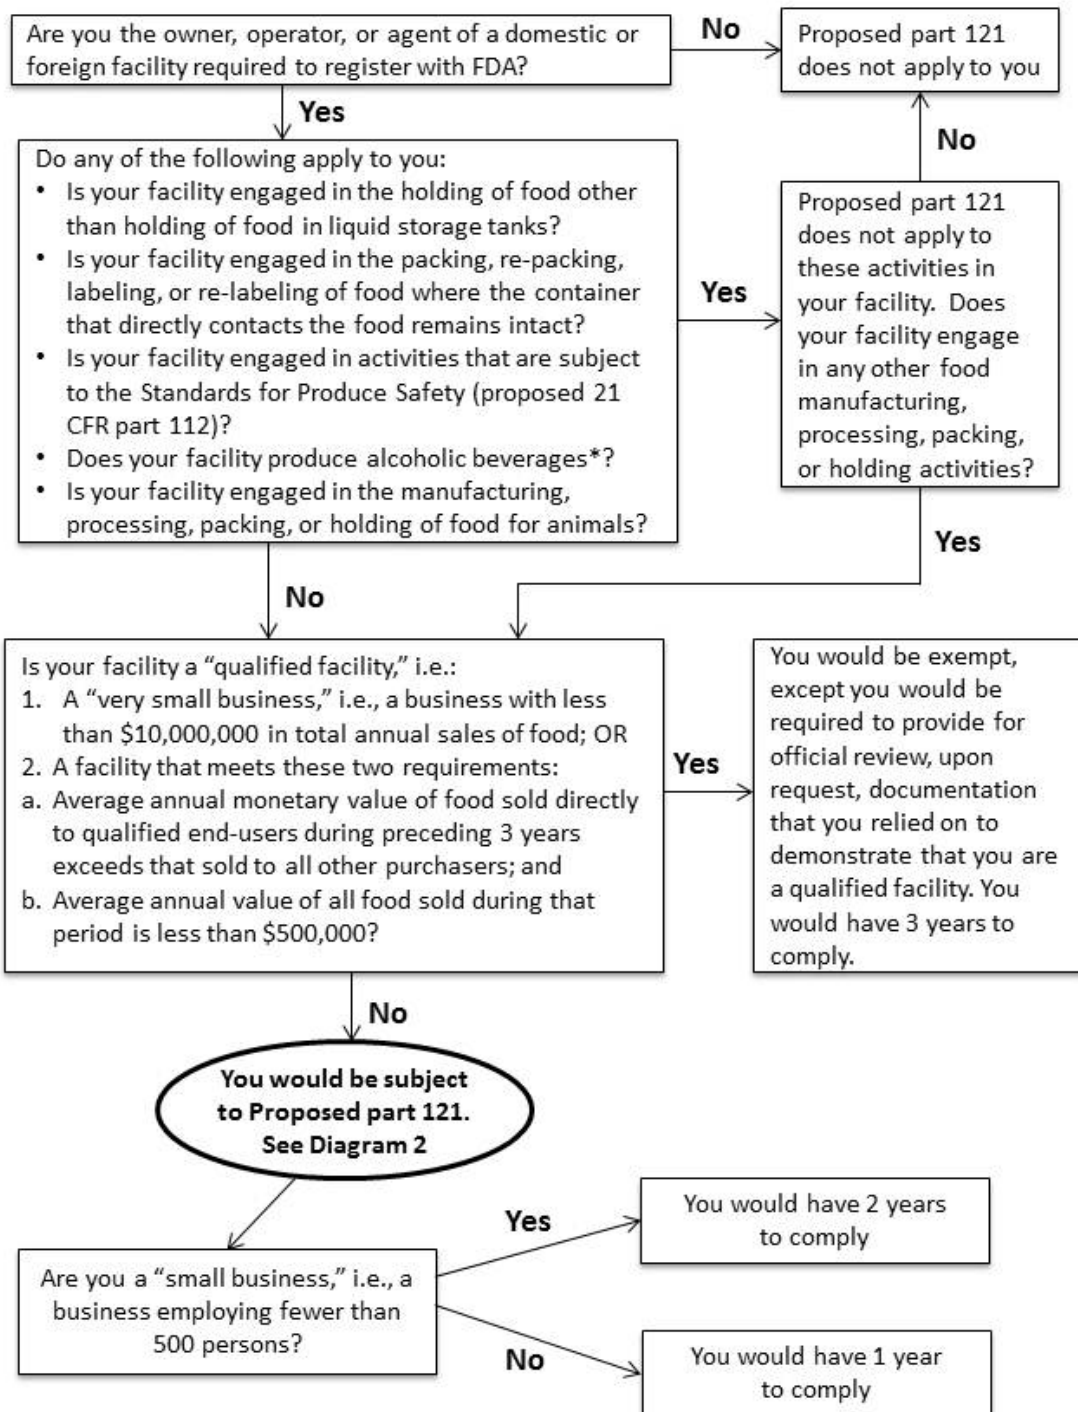 Are you the owner, operator, or agent of a domestic or
foreign facility required to register with FDA?
No
Proposed part 121
does not apply to you
Yes
No
Do any of the following apply to you:
• Is your facility engaged in the holding of food other
than holding of food in liquid storage tanks?
• Is your facility engaged in the packing, re-packing,
labeling, or re-labeling of food where the container
that directly contacts the food remains intact?
• Is your facility engaged in activities that are subject
to the Standards for Produce Safety (proposed 21
CFR part 112)?
• Does your facility produce alcoholic beverages*?
• Is your facility engaged in the manufacturing,
processing, packing, or holding of food for animals?
Yes
Proposed part 121
does not apply to
these activities in
your facility. Does
your facility engage
in any other food
manufacturing,
processing, packing,
or holding activities?
Yes
No
Is your facility a “qualified facility,” i.e.:
1. A “very small business,” i.e., a business with less
than $10,000,000 in total annual sales of food; OR
2. A facility that meets these two requirements:
a. Average annual monetary value of food sold directly
to qualified end-users during preceding 3 years
exceeds that sold to all other purchasers; and
b. Average annual value of all food sold during that
period is less than $500,000?
Yes
You would be exempt,
except you would be
required to provide for
official review, upon
request, documentation
that you relied on to
demonstrate that you are
a qualified facility. You
would have 3 years to
comply.
No
You would be subject
to Proposed part 121.
See Diagram 2
Are you a “small business,” i.e., a
business employing fewer than
500 persons?
Yes
You would have 2 years
to comply
No
You would have 1 year
to comply